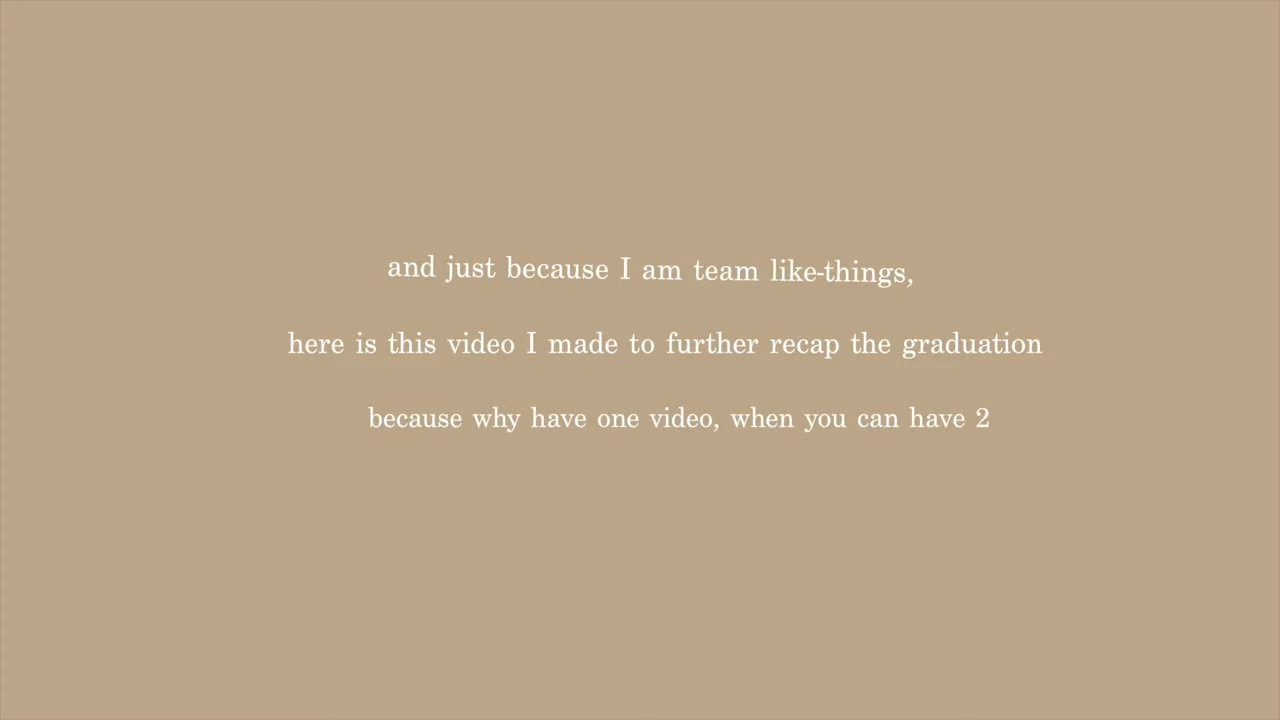 and just because I am team like-things,
here is this video I made to further recap the graduation
because why have one video, when you can have 2